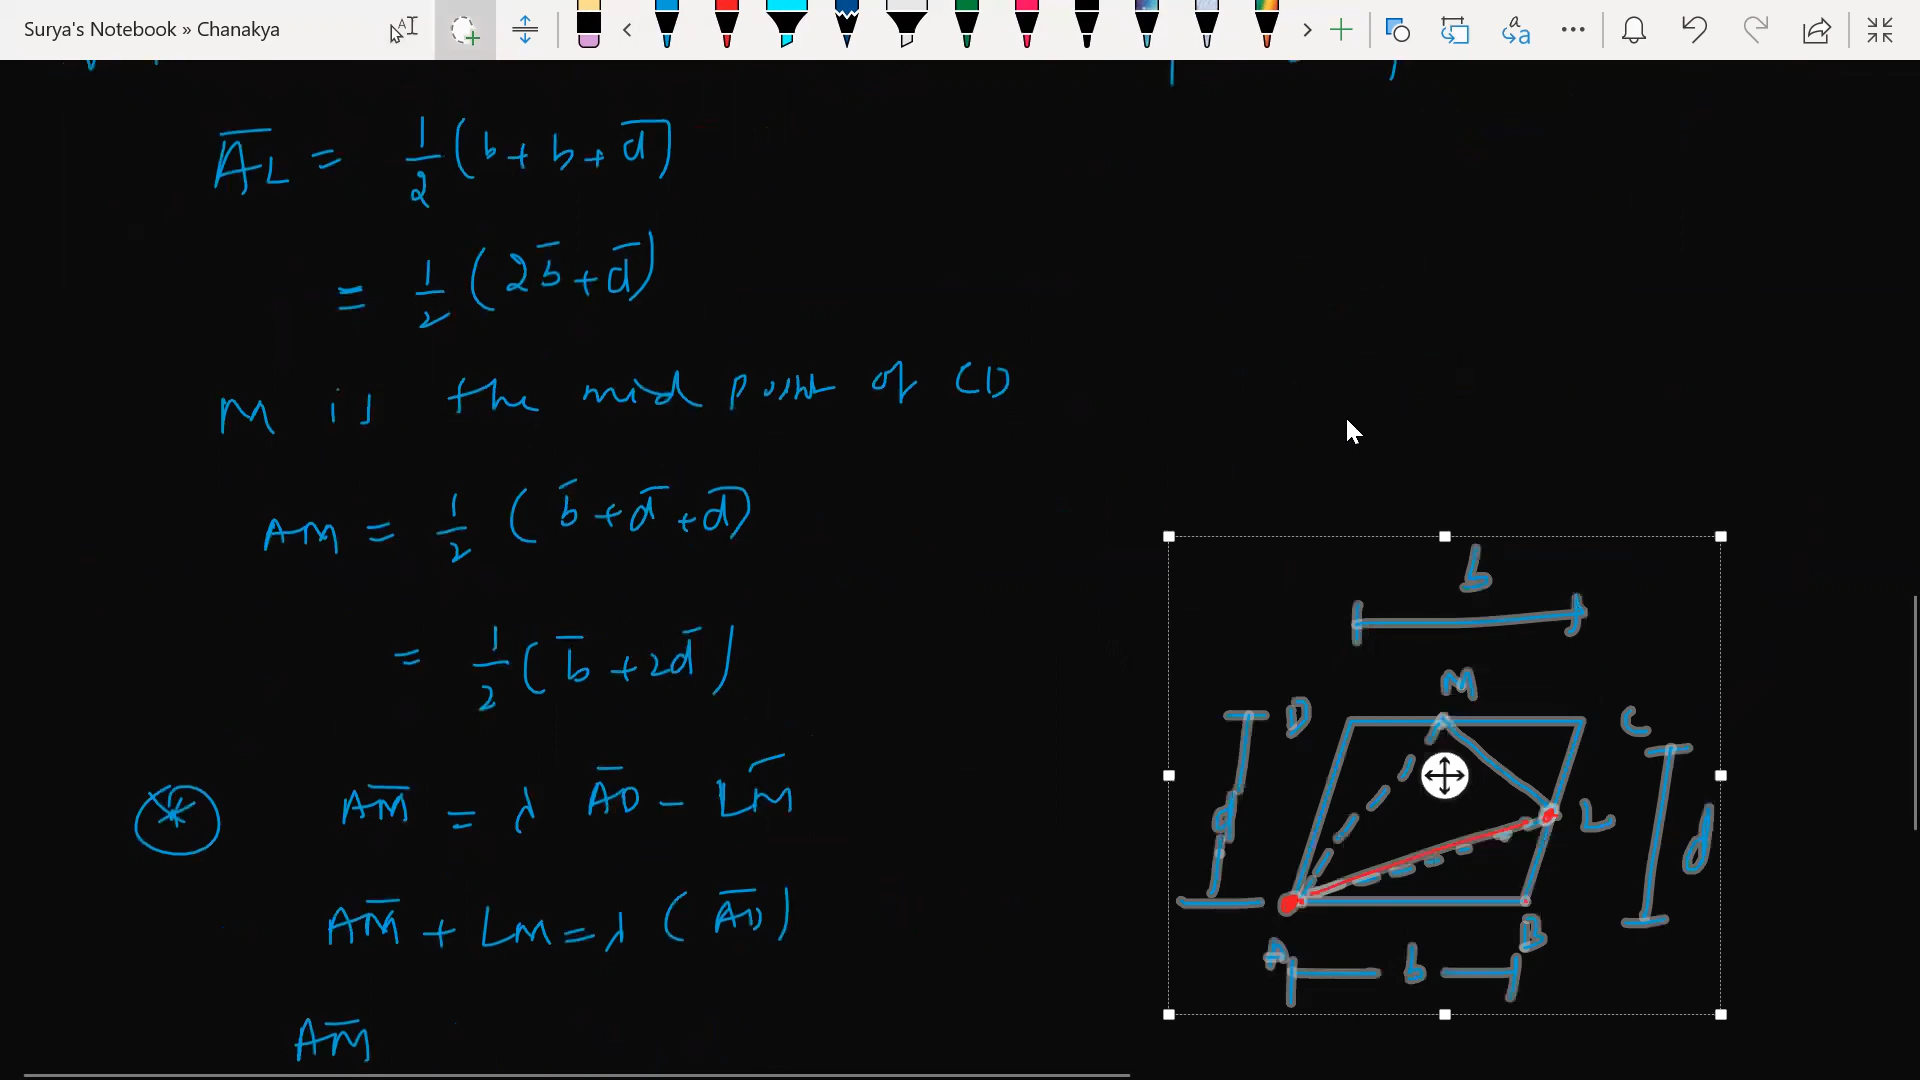 Surya's Notebook » Chanakya
AL = 1/2 (b + b + d)
= 1/2 (2b + d)
M is the mid point of CD
AM = 1/2 (b + d + d)
= 1/2 (b + 2d)
AM = λ AD - LM
AM + LM = λ (AD)
AM
b
M
D
C
d
L
d
A
B
b